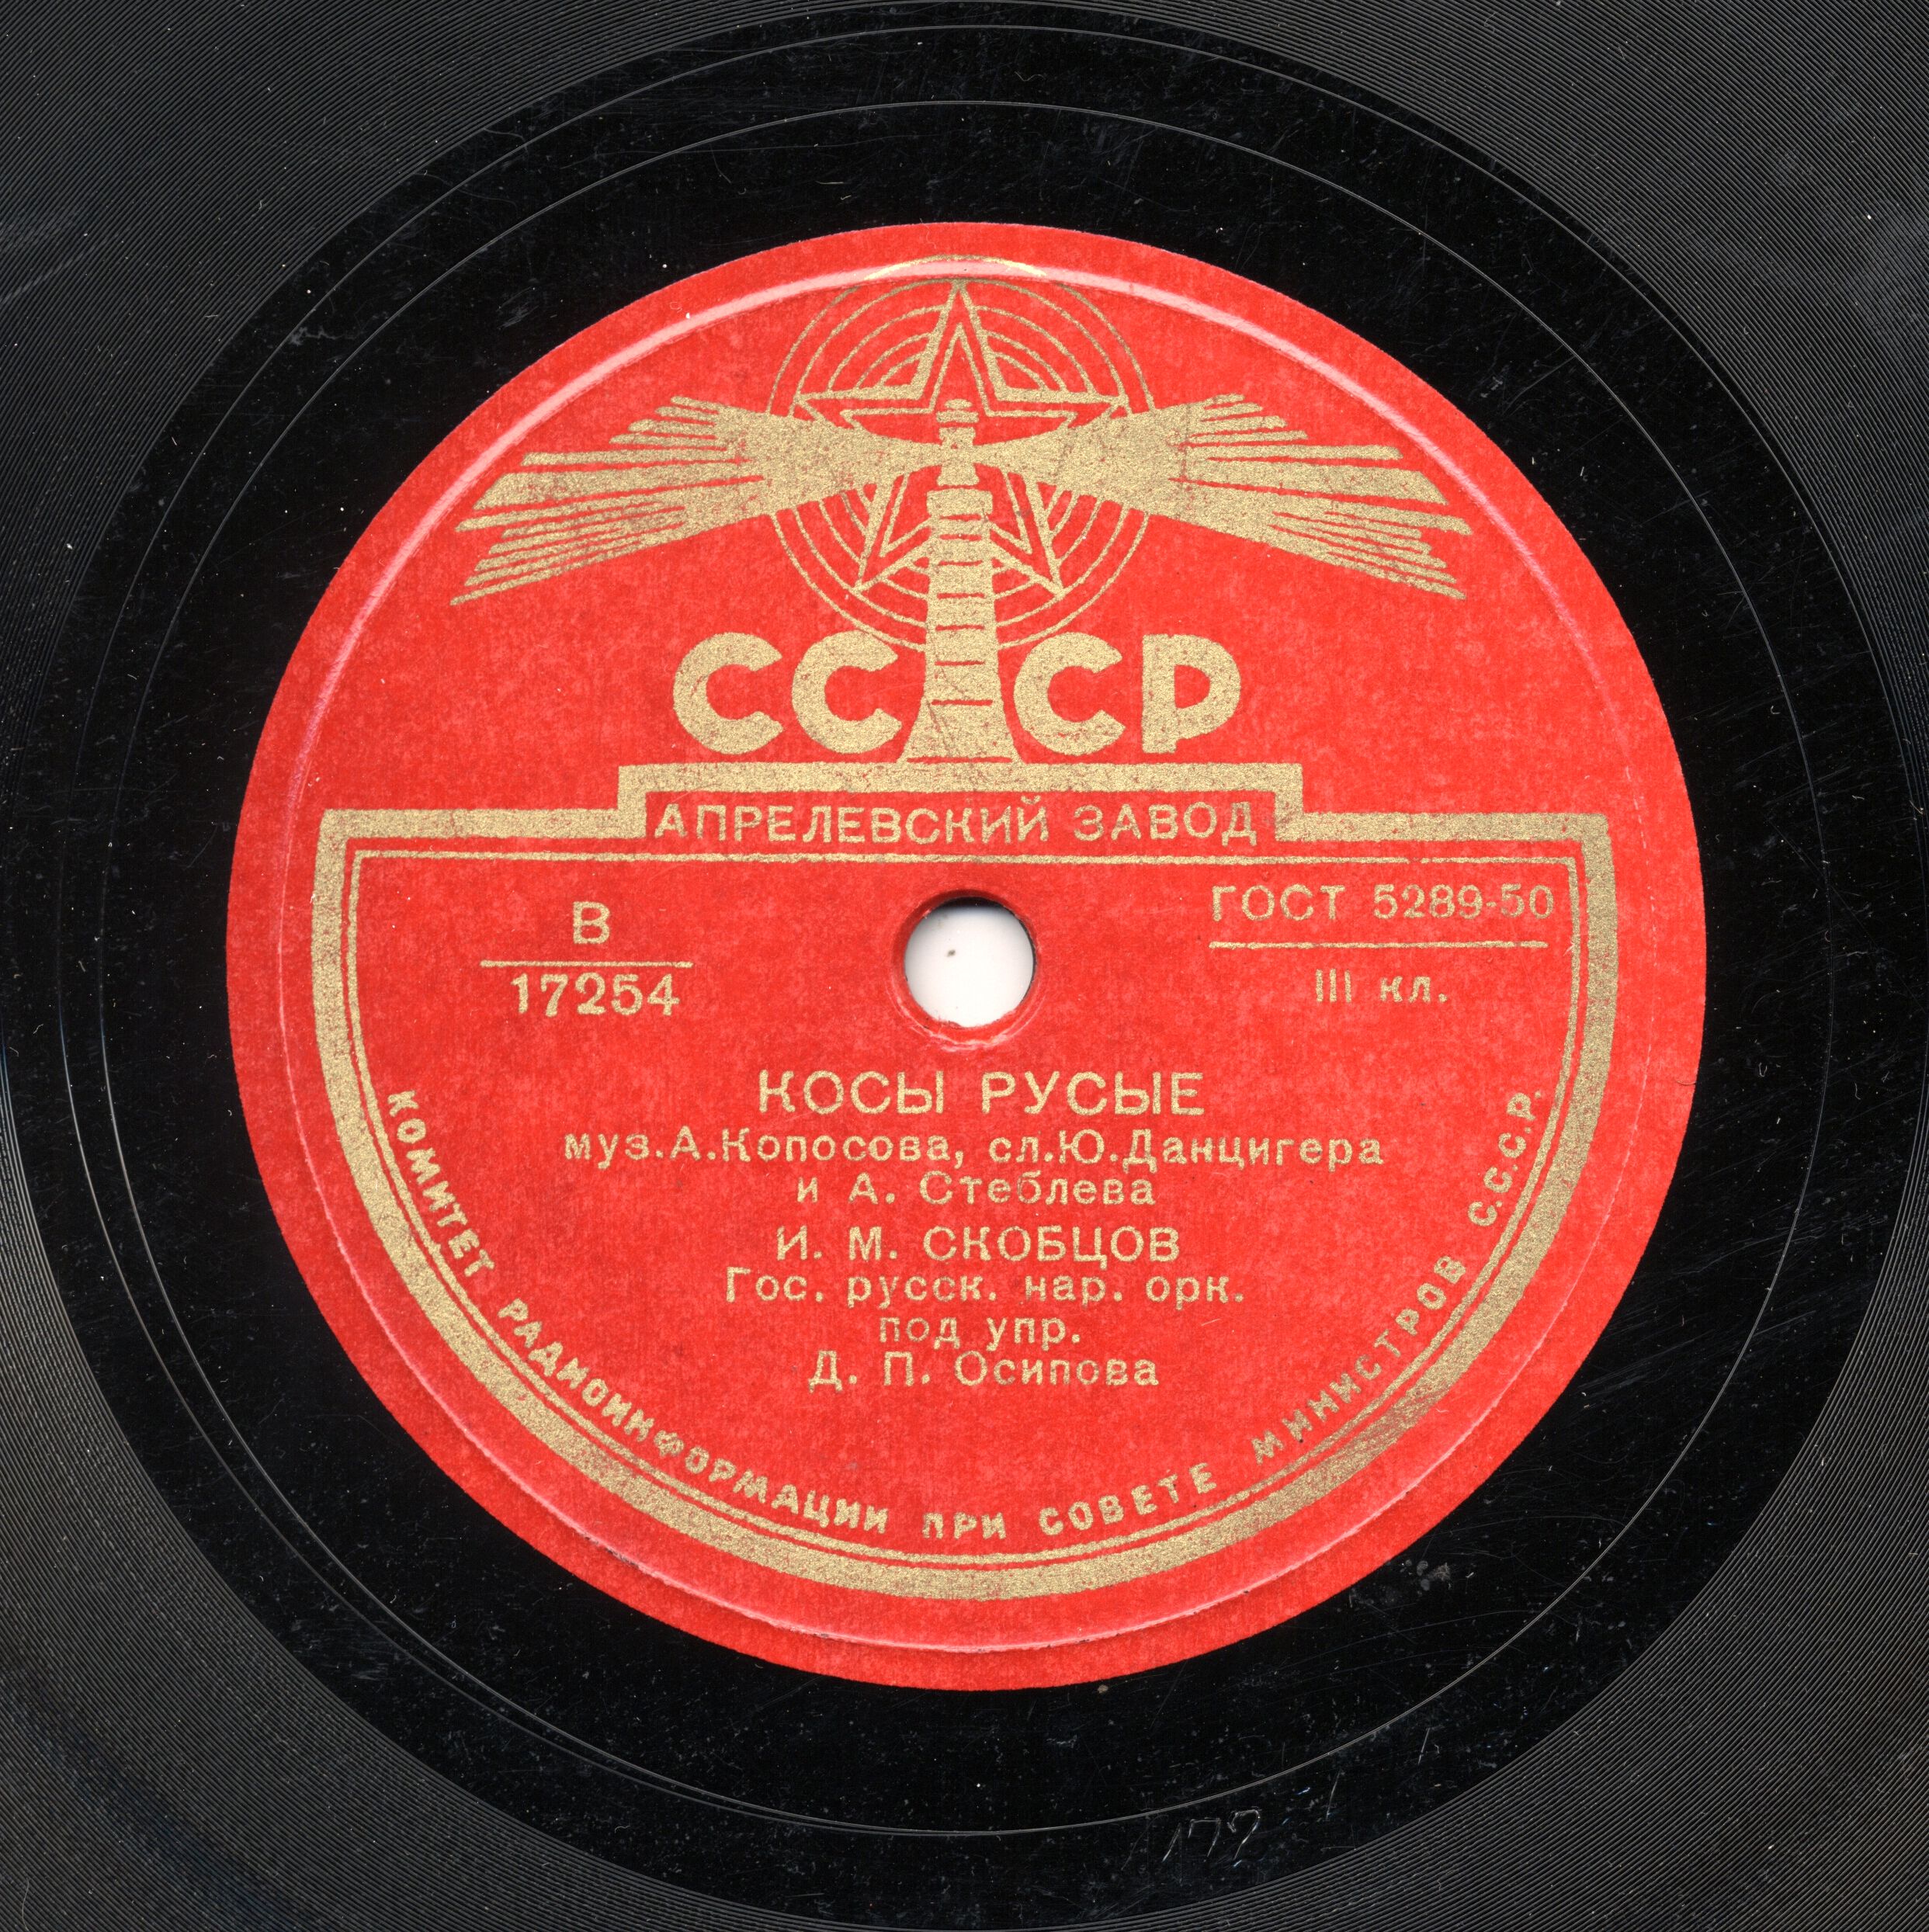 СССР
АПРЕЛЕВСКИЙ ЗАВОД
В
17254
ГОСТ 5289-50
III кл.
КОСЫ РУСЫЕ
муз.А.Копосова, сл.Ю.Данцигера
и А. Стеблева
И. М. СКОБЦОВ
Гос. русск. нар. орк.
под упр.
Д. П. Осипова
КОМИТЕТ РАДИОИНФОРМАЦИИ ПРИ СОВЕТЕ МИНИСТРОВ С.С.С.Р.